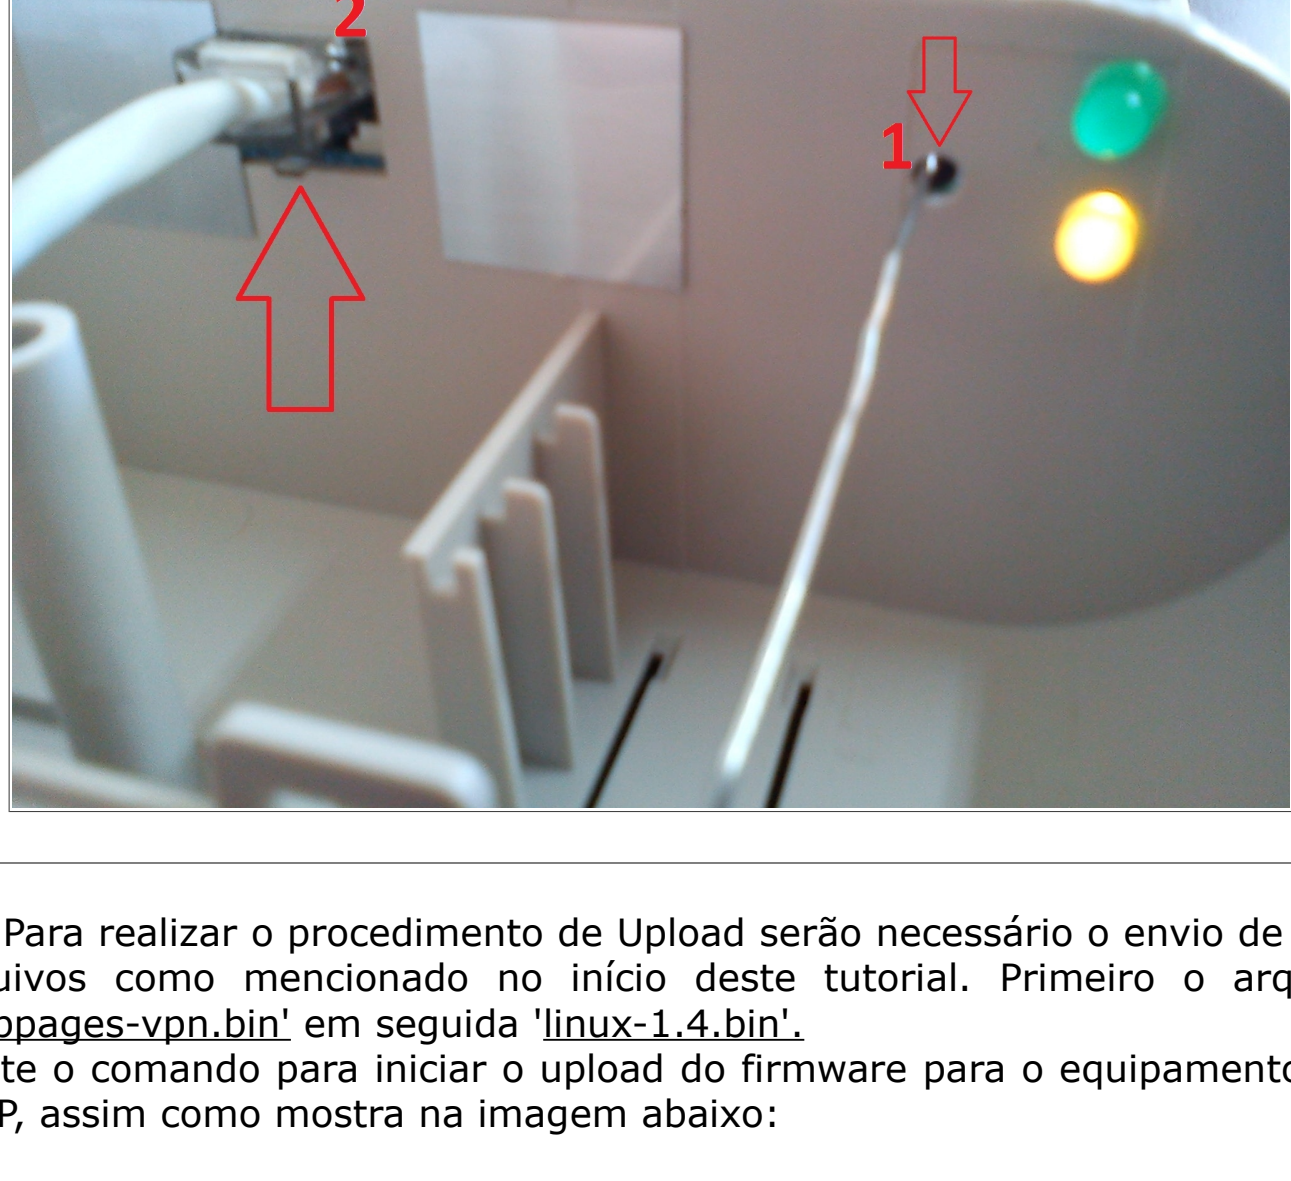 2
1
Para realizar o procedimento de Upload serão necessário o envio de
uivos como mencionado no início deste tutorial. Primeiro o arq
opages-vpn.bin' em seguida 'linux-1.4.bin'.
te o comando para iniciar o upload do firmware para o equipamento
P, assim como mostra na imagem abaixo: